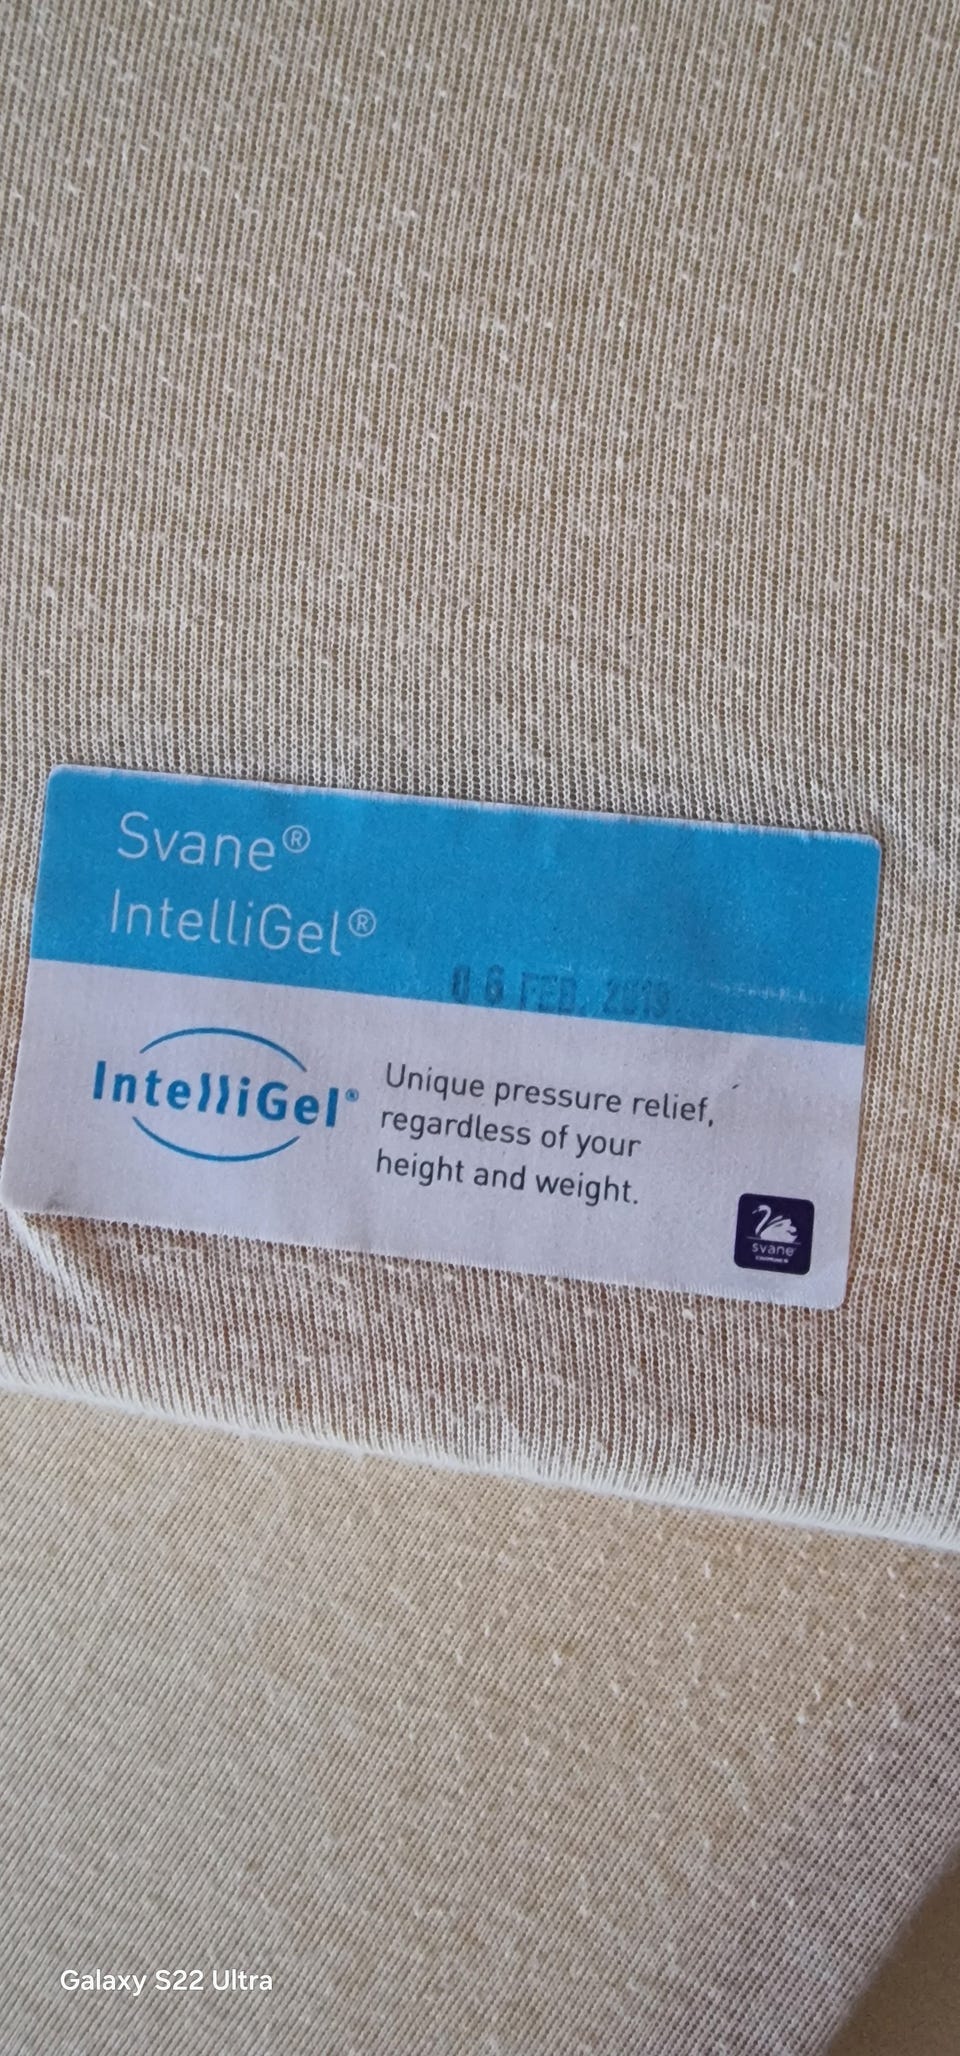 Svane®
IntelliGel®
06 FEB. 2019
IntelliGel®
Unique pressure relief,
regardless of your
height and weight.
svane
Galaxy S22 Ultra